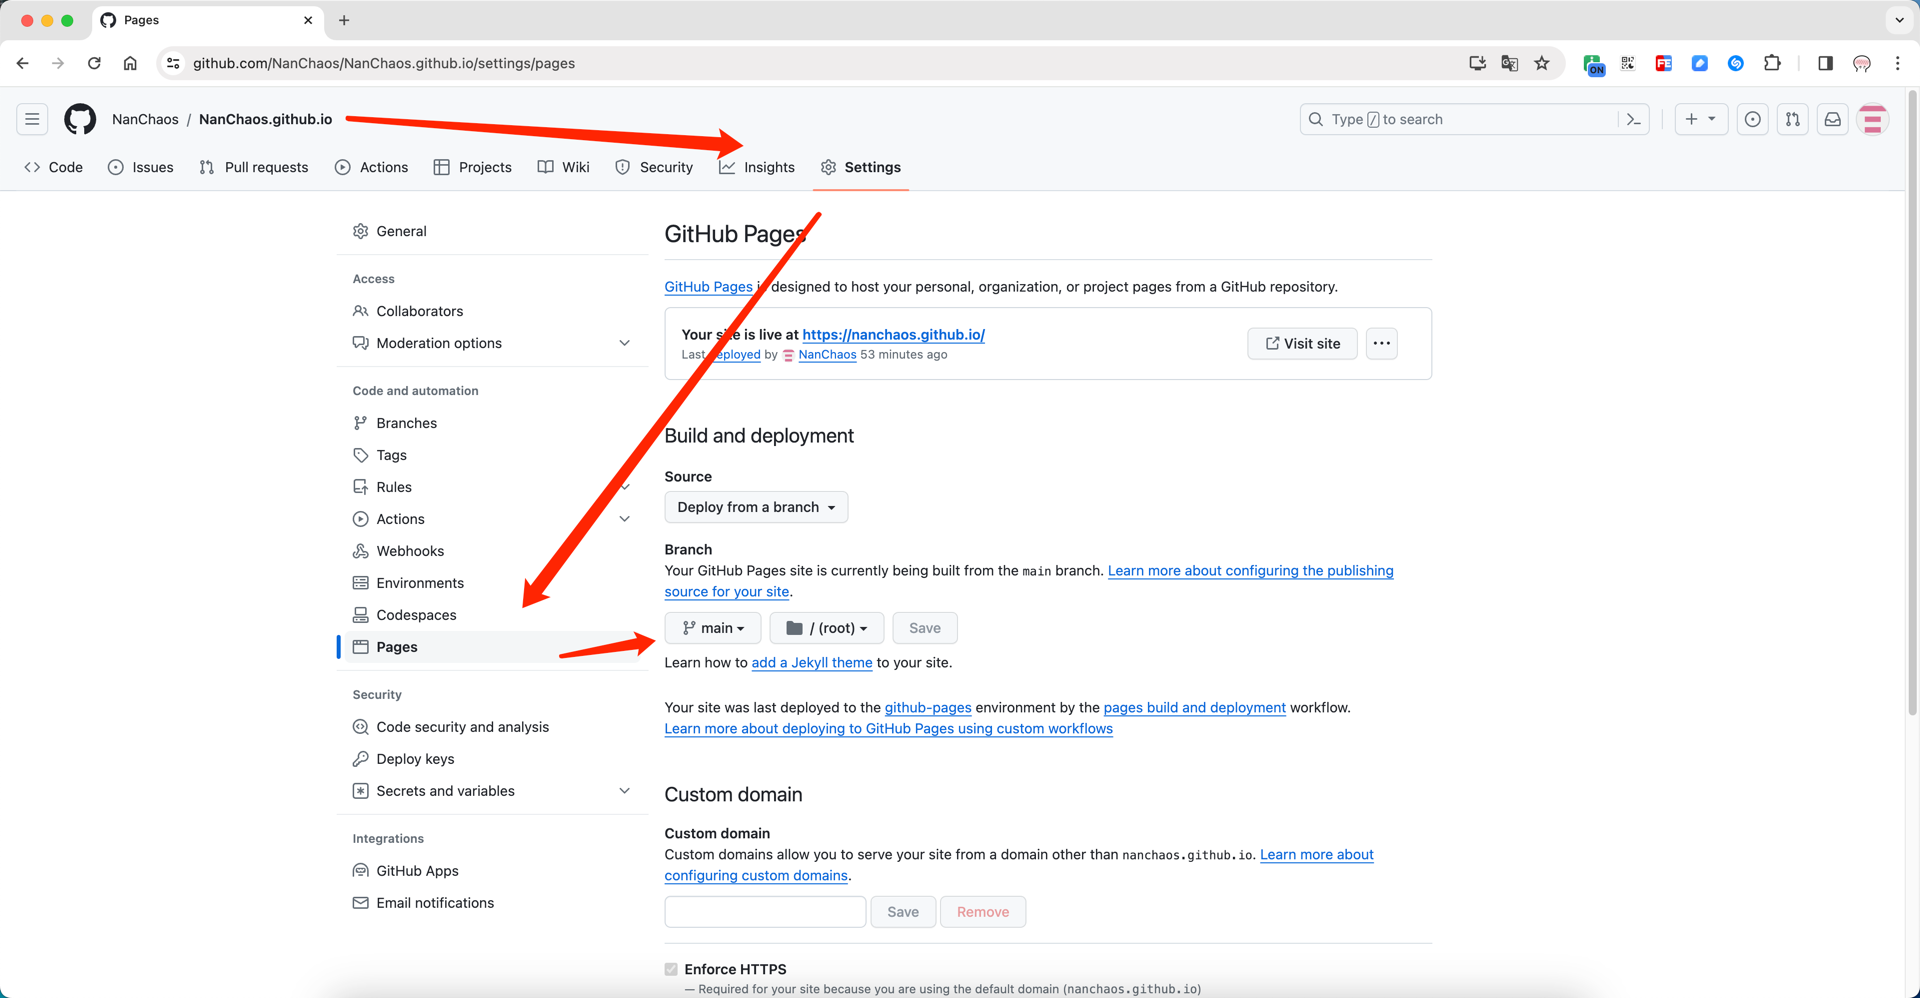 Pages
github.com/NanChaos/NanChaos.github.io/settings/pages
ON
NanChaos / NanChaos.github.io
Type / to search
Code Issues Pull requests Actions Projects Wiki Security Insights Settings
General
Access
Collaborators
Moderation options
Code and automation
Branches
Tags
Rules
Actions
Webhooks
Environments
Codespaces
Pages
Security
Code security and analysis
Deploy keys
Secrets and variables
Integrations
GitHub Apps
Email notifications
GitHub Pages
GitHub Pages designed to host your personal, organization, or project pages from a GitHub repository.
Your site is live at https://nanchaos.github.io/
Last deployed by NanChaos 53 minutes ago
Visit site
Build and deployment
Source
Deploy from a branch
Branch
Your GitHub Pages site is currently being built from the main branch. Learn more about configuring the publishing
source for your site.
main / (root) Save
Learn how to add a Jekyll theme to your site.
Your site was last deployed to the github-pages environment by the pages build and deployment workflow.
Learn more about deploying to GitHub Pages using custom workflows
Custom domain
Custom domain
Custom domains allow you to serve your site from a domain other than nanchaos.github.io. Learn more about
configuring custom domains.
Save Remove
Enforce HTTPS
— Required for your site because you are using the default domain (nanchaos.github.io)